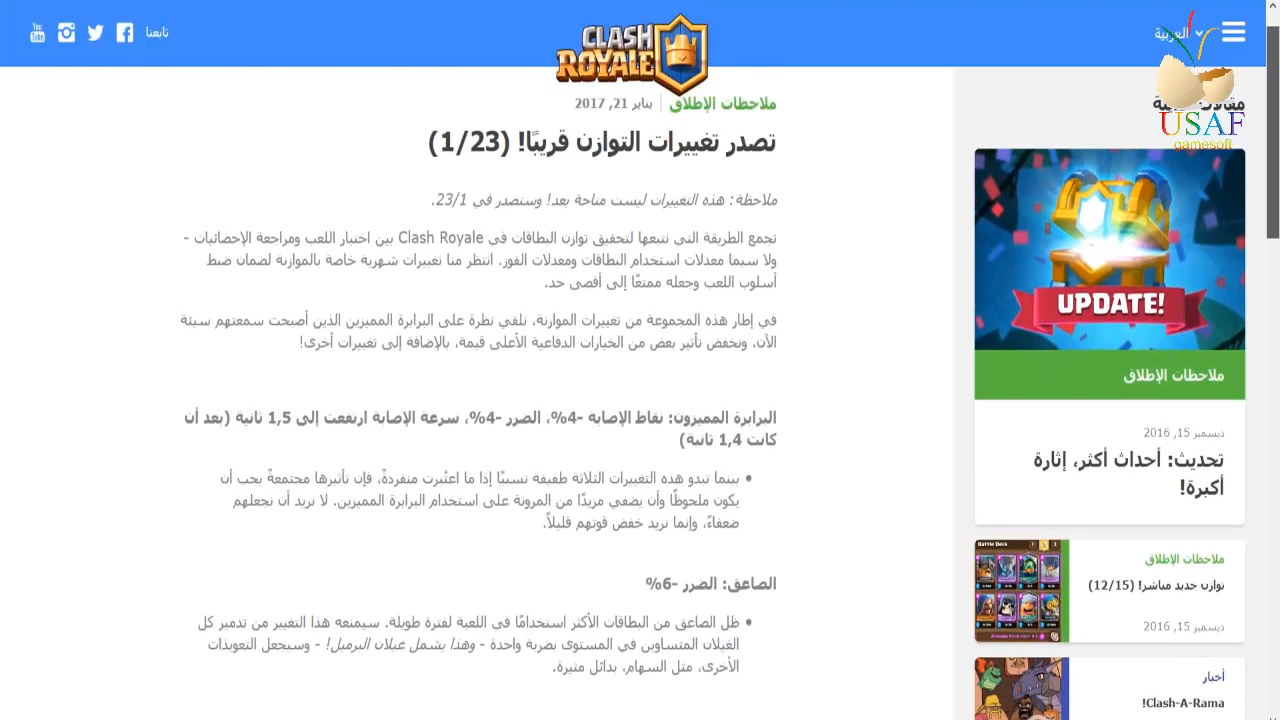 You Tube
تابعنا
CLASH ROYALE
العربية
ملاحظات الإطلاق
يناير 21, 2017
تصدر تغييرات التوازن قريبًا! (1/23)
ملاحظة: هذه التغييرات ليست متاحة بعد! وستصدر في 23/1.
تجمع الطريقة التي نتبعها لتحقيق توازن البطاقات في Clash Royale بين اختبار اللعب ومراجعة الإحصائيات -
ولا سيما معدلات استخدام البطاقات ومعدلات الفوز. انتظر منا تغييرات شهرية خاصة بالموازنة لضمان ضبط
أسلوب اللعب وجعله ممتعًا إلى أقصى حد.
في إطار هذه المجموعة من تغييرات الموازنة، نلقي نظرة على البرابرة المميزين الذين أصبحت سمعتهم سيئة
الآن، ونخفض تأثير بعض من الخيارات الدفاعية الأعلى قيمة، بالإضافة إلى تغييرات أخرى!
البرابرة المميزون: نقاط الإصابة -4%، الضرر -4%، سرعة الإصابة ارتفعت إلى 1,5 ثانية (بعد أن
كانت 1,4 ثانية)
• بينما تبدو هذه التغييرات الثلاثة طفيفة نسبيًا إذا ما اعتُبرت منفردةً، فإن تأثيرها مجتمعةً يجب أن
يكون ملحوظًا وأن يضفي مزيدًا من المرونة على استخدام البرابرة المميزين. لا نريد أن نجعلهم
ضعفاءً، وإنما نريد خفض قوتهم قليلاً.
الصاعق: الضرر -6%
• ظل الصاعق من البطاقات الأكثر استخدامًا في اللعبة لفترة طويلة. سيمنعه هذا التغيير من تدمير كل
الغيلان المتساوين في المستوى بضربة واحدة - وهذا يشمل غيلان البرميل! - وسيجعل التعويذات
الأخرى، مثل السهام، بدائل مثيرة.
USAF
gamesoft
UPDATE!
ملاحظات الإطلاق
ديسمبر 15, 2016
تحديث: أحداث أكثر، إثارة
أكبرة!
Battle Deck
ملاحظات الإطلاق
توازن جديد مباشر! (12/15)
ديسمبر 15, 2016
أخبار
Clash-A-Rama!